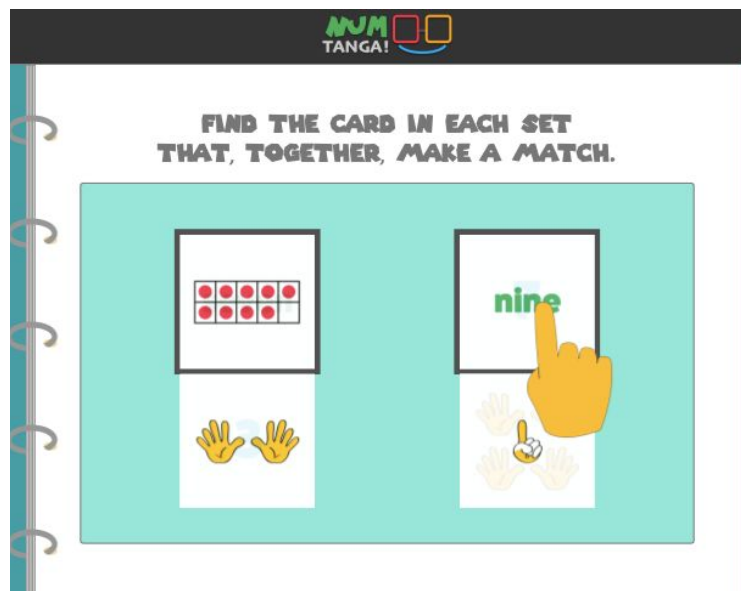 NUM
TANGA!
FIND THE CARD IN EACH SET
THAT, TOGETHER, MAKE A MATCH.
nine